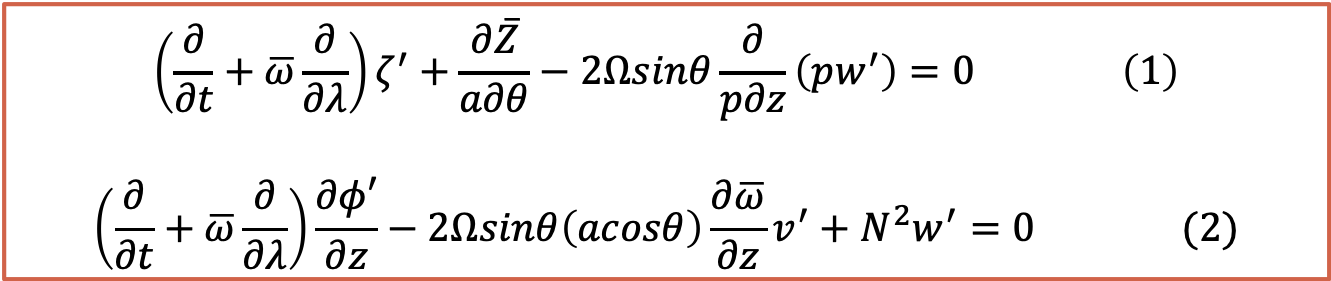 (∂/∂t + ω̅ ∂/∂λ) ζ′ + ∂Z̄/a∂θ − 2Ωsinθ ∂/p∂z (pw′) = 0 (1)
(∂/∂t + ω̅ ∂/∂λ) ∂ϕ′/∂z − 2Ωsinθ(acosθ) ∂ω̅/∂z v′ + N²w′ = 0 (2)